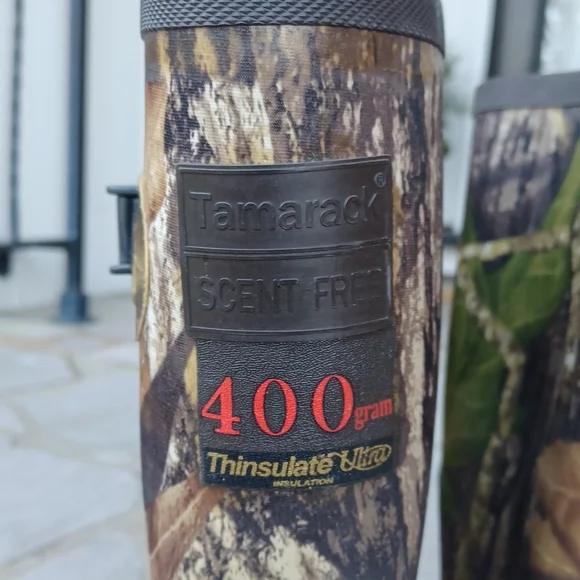 Tamarack®
SCENT FREE
400gram
Thinsulate Ultra
INSULATION